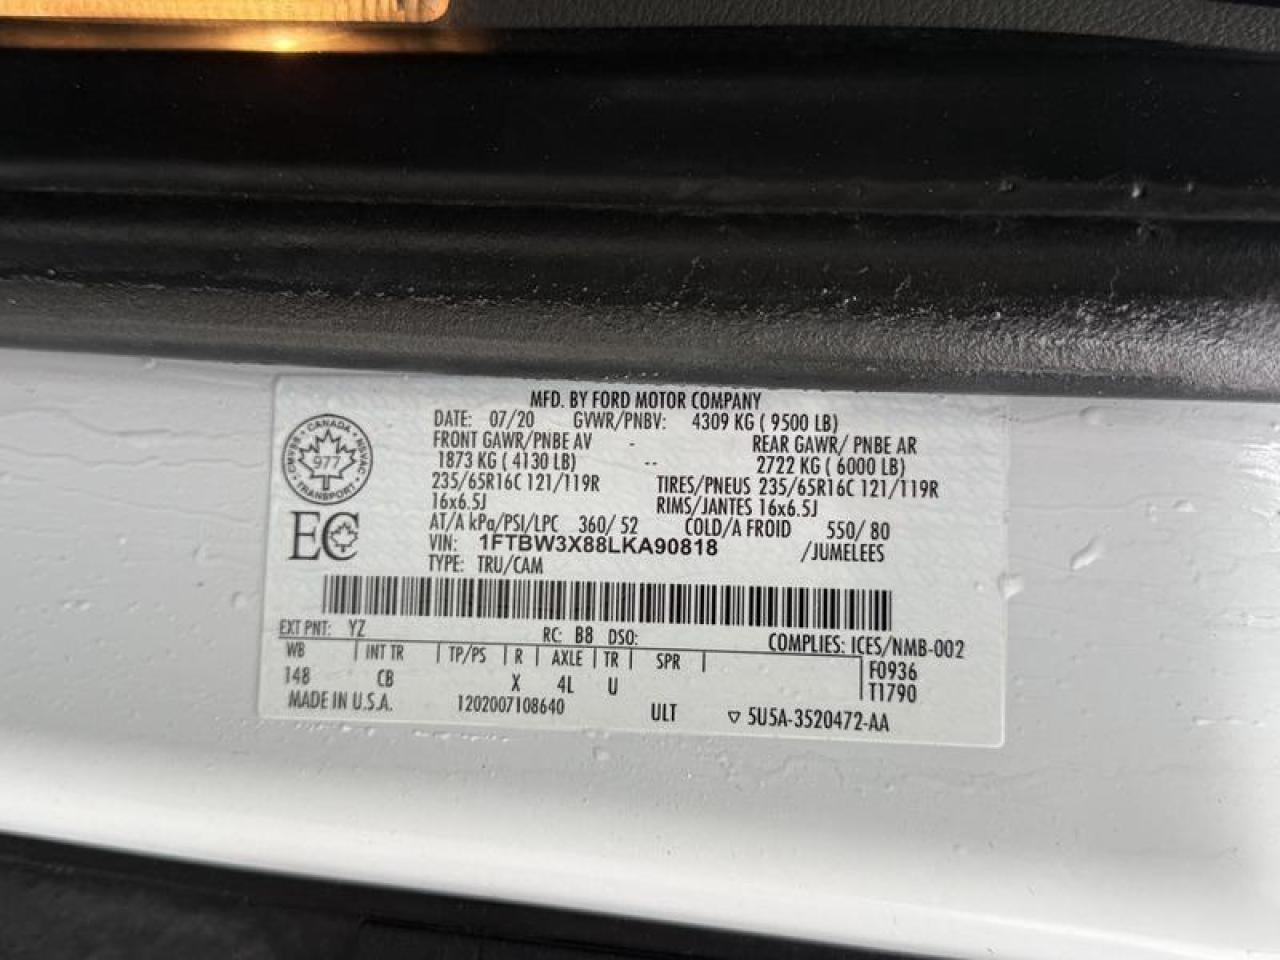 MFD. BY FORD MOTOR COMPANY
DATE: 07/20 GVWR/PNBV: 4309 KG ( 9500 LB)
FRONT GAWR/PNBE AV - REAR GAWR/ PNBE AR
1873 KG ( 4130 LB) -- 2722 KG ( 6000 LB)
235/65R16C 121/119R TIRES/PNEUS 235/65R16C 121/119R
16x6.5J RIMS/JANTES 16x6.5J
AT/A kPa/PSI/LPC 360/ 52 COLD/A FROID 550/ 80
VIN: 1FTBW3X88LKA90818 /JUMELEES
TYPE: TRU/CAM
CANADA
CMVSS NSVAC
977
TRANSPORT
EC
EXT PNT: YZ RC: B8 DSO: COMPLIES: ICES/NMB-002
WB | INT TR | TP/PS | R | AXLE | TR | SPR | F0936
148 CB X 4L U T1790
MADE IN U.S.A. 1202007108640 ULT ▽ 5U5A-3520472-AA